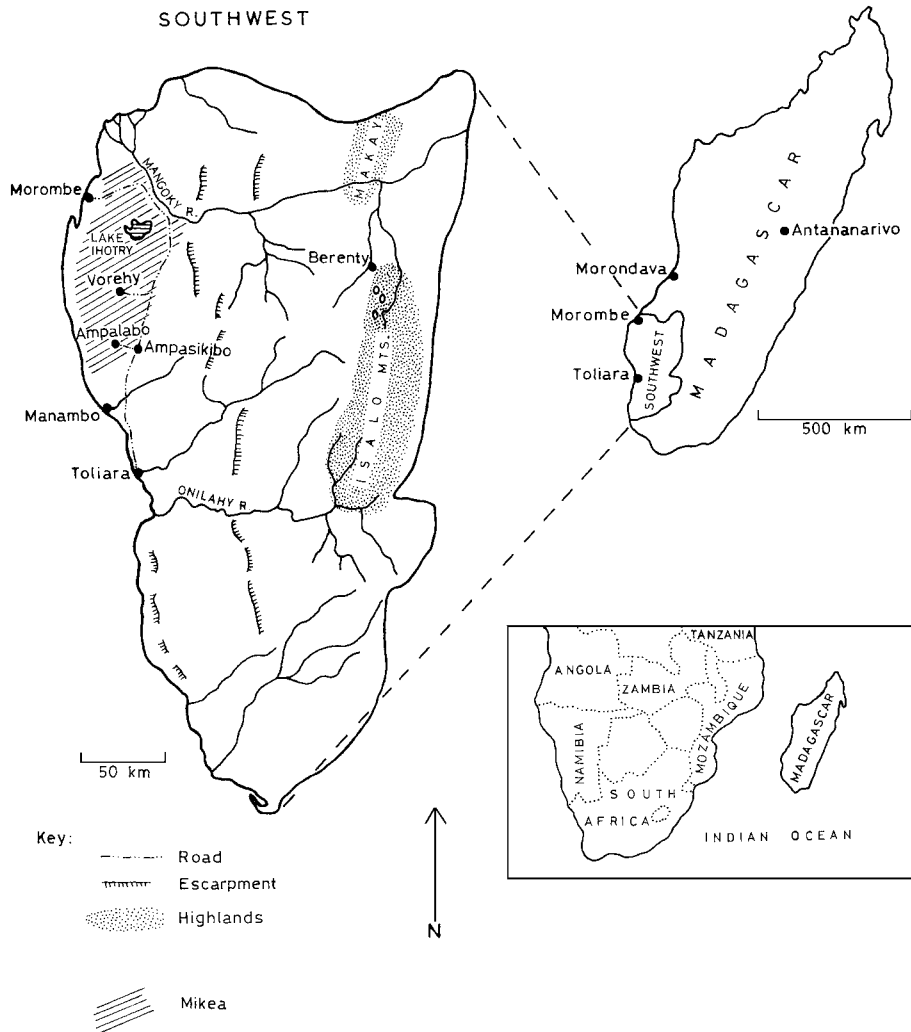 SOUTHWEST
MAKAY
MANGOKY R.
Morombe
LAKE
IHOTRY
Berenty
Vorehy
Ampalabo
Ampasikibo
ISALO MTS.
Manambo
Toliara
ONILAHY R.
50 km
MADAGASCAR
Antananarivo
Morondava
Morombe
Toliara
SOUTHWEST
500 km
TANZANIA
ANGOLA
ZAMBIA
MOZAMBIQUE
NAMIBIA
MADAGASCAR
SOUTH
AFRICA
INDIAN OCEAN
Key:
Road
Escarpment
Highlands
Mikea
N